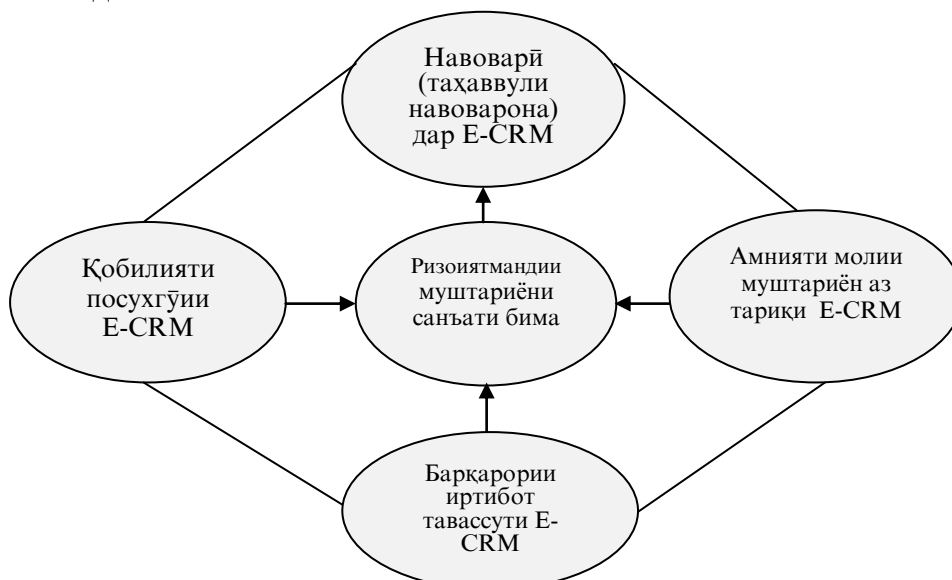 Навоварӣ
(таҳаввули
навоварона)
дар E-CRM
Қобилияти
посухгӯии
E-CRM
Ризоиятмандии
муштариёни
санъати бима
Амнияти молии
муштариён аз
тариқи E-CRM
Барқарории
иртибот
тавассути E-
CRM